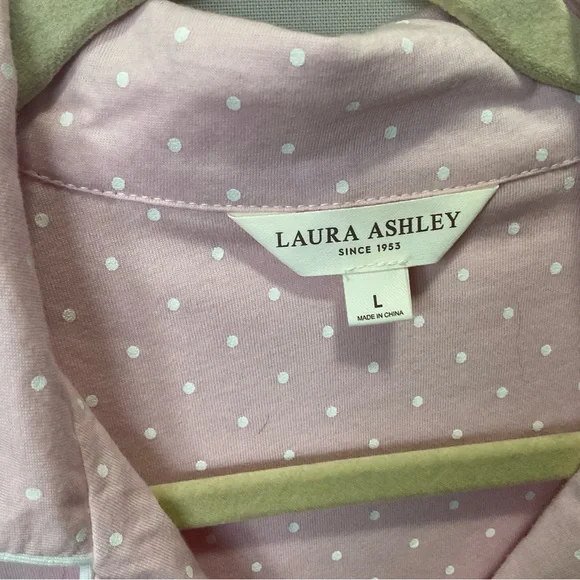 LAURA ASHLEY
SINCE 1953
L
MADE IN CHINA